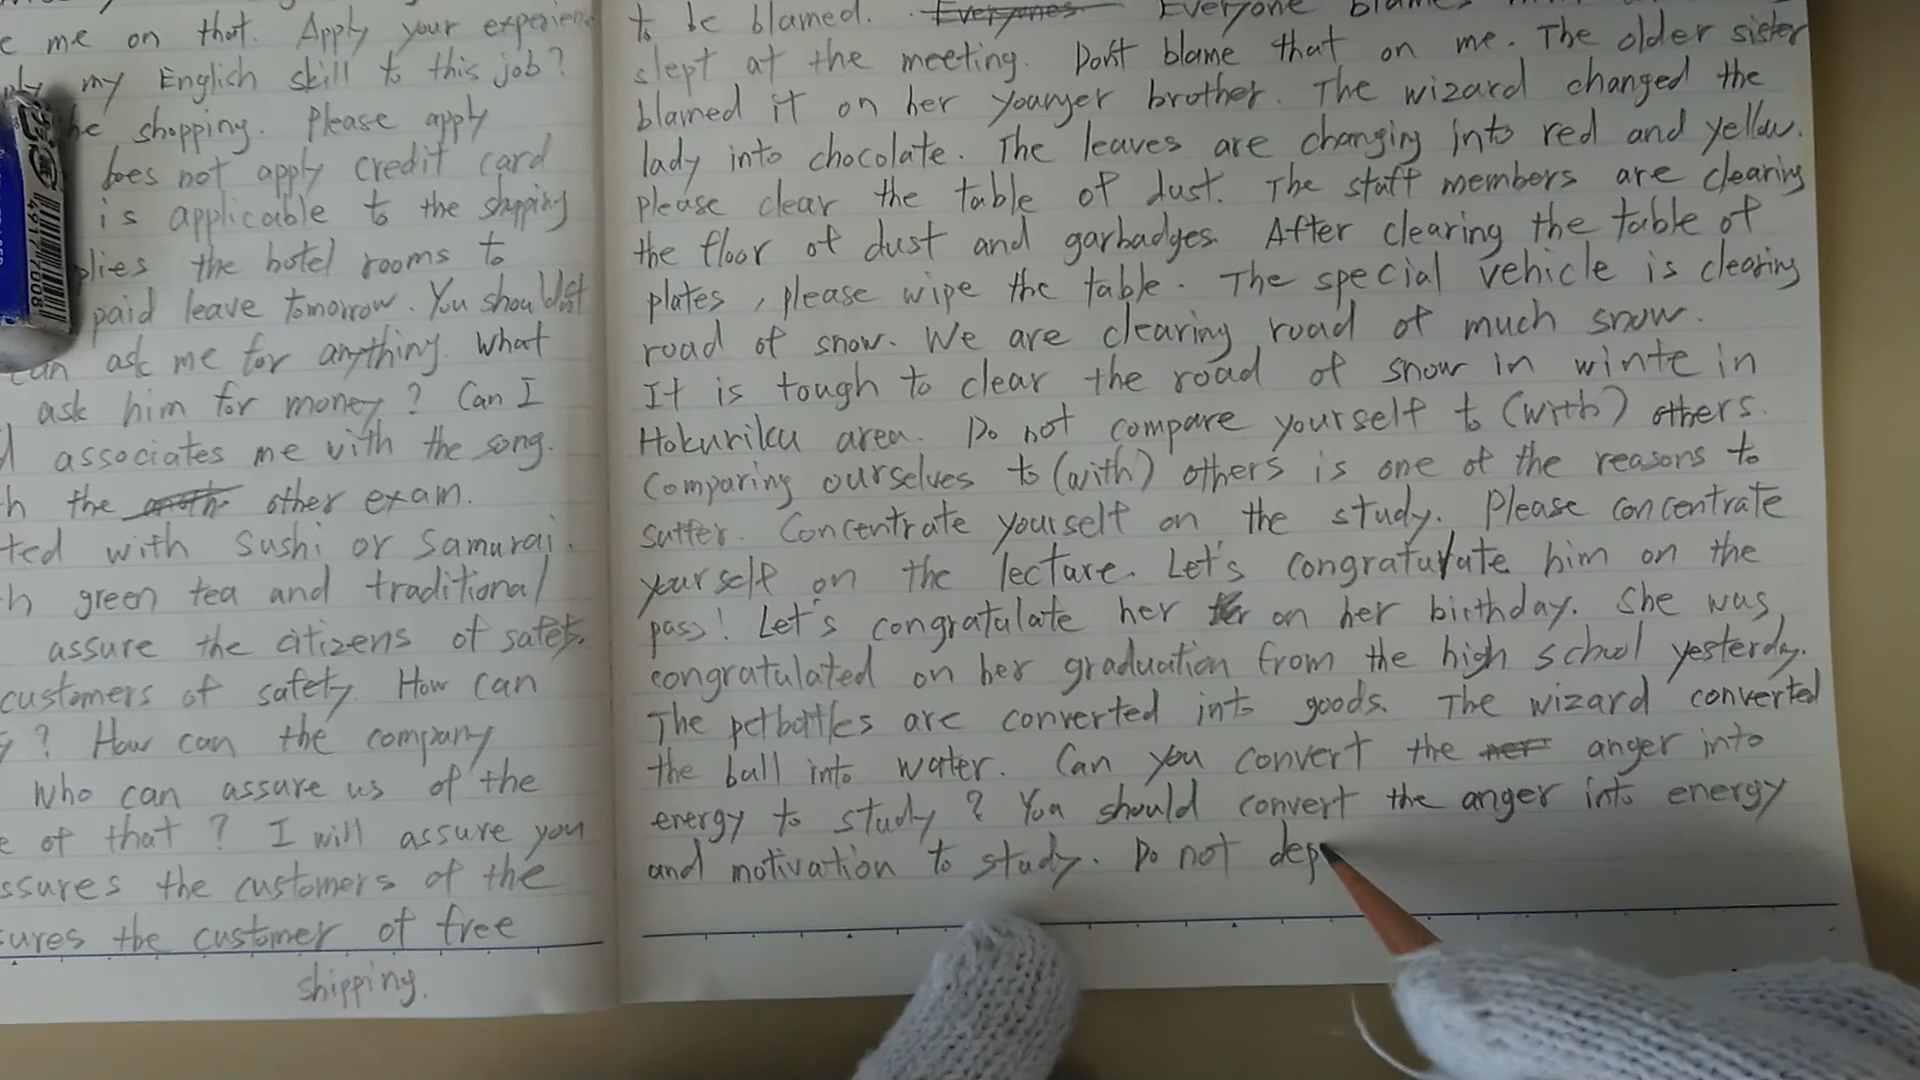 me on that. Apply your
my English skill to this job?
he shopping. Please apply
does not apply credit card
is applicable to the shopping
plies the hotel rooms to
paid leave tomorrow. You should
can ask me for anything. What
ask him for money? Can I
associates me with the song.
h the other exam.
ted with sushi or samurai.
h green tea and traditional
assure the citizens of safety.
customers of safety. How can
? How can the company
Who can assure us of the
e of that? I will assure you
ssures the customers of the
sures the customer of free
shipping.
to be blamed. Everyones Everyone
slept at the meeting. Don't blame that on me. The older sister
blamed it on her younger brother. The wizard changed the
lady into chocolate. The leaves are changing into red and yellow.
please clear the table of dust. The staff members are clearing
the floor of dust and garbadges. After clearing the table of
plates, please wipe the table. The special vehicle is clearing
road of snow. We are clearing road of much snow.
It is tough to clear the road of snow in winte in
Hokuriku area. Do not compare yourself to (with) others.
Comparing ourselves to (with) others is one of the reasons to
suffer. Concentrate yourself on the study. Please concentrate
yourself on the lecture. Let's congratulate him on the
pass! Let's congratulate her on her birthday. She was
congratulated on her graduation from the high school yesterday.
The petbottles are converted into goods. The wizard converted
the ball into water. Can you convert the anger into
energy to study? You should convert the anger into energy
and motivation to study. Do not dep
4917008